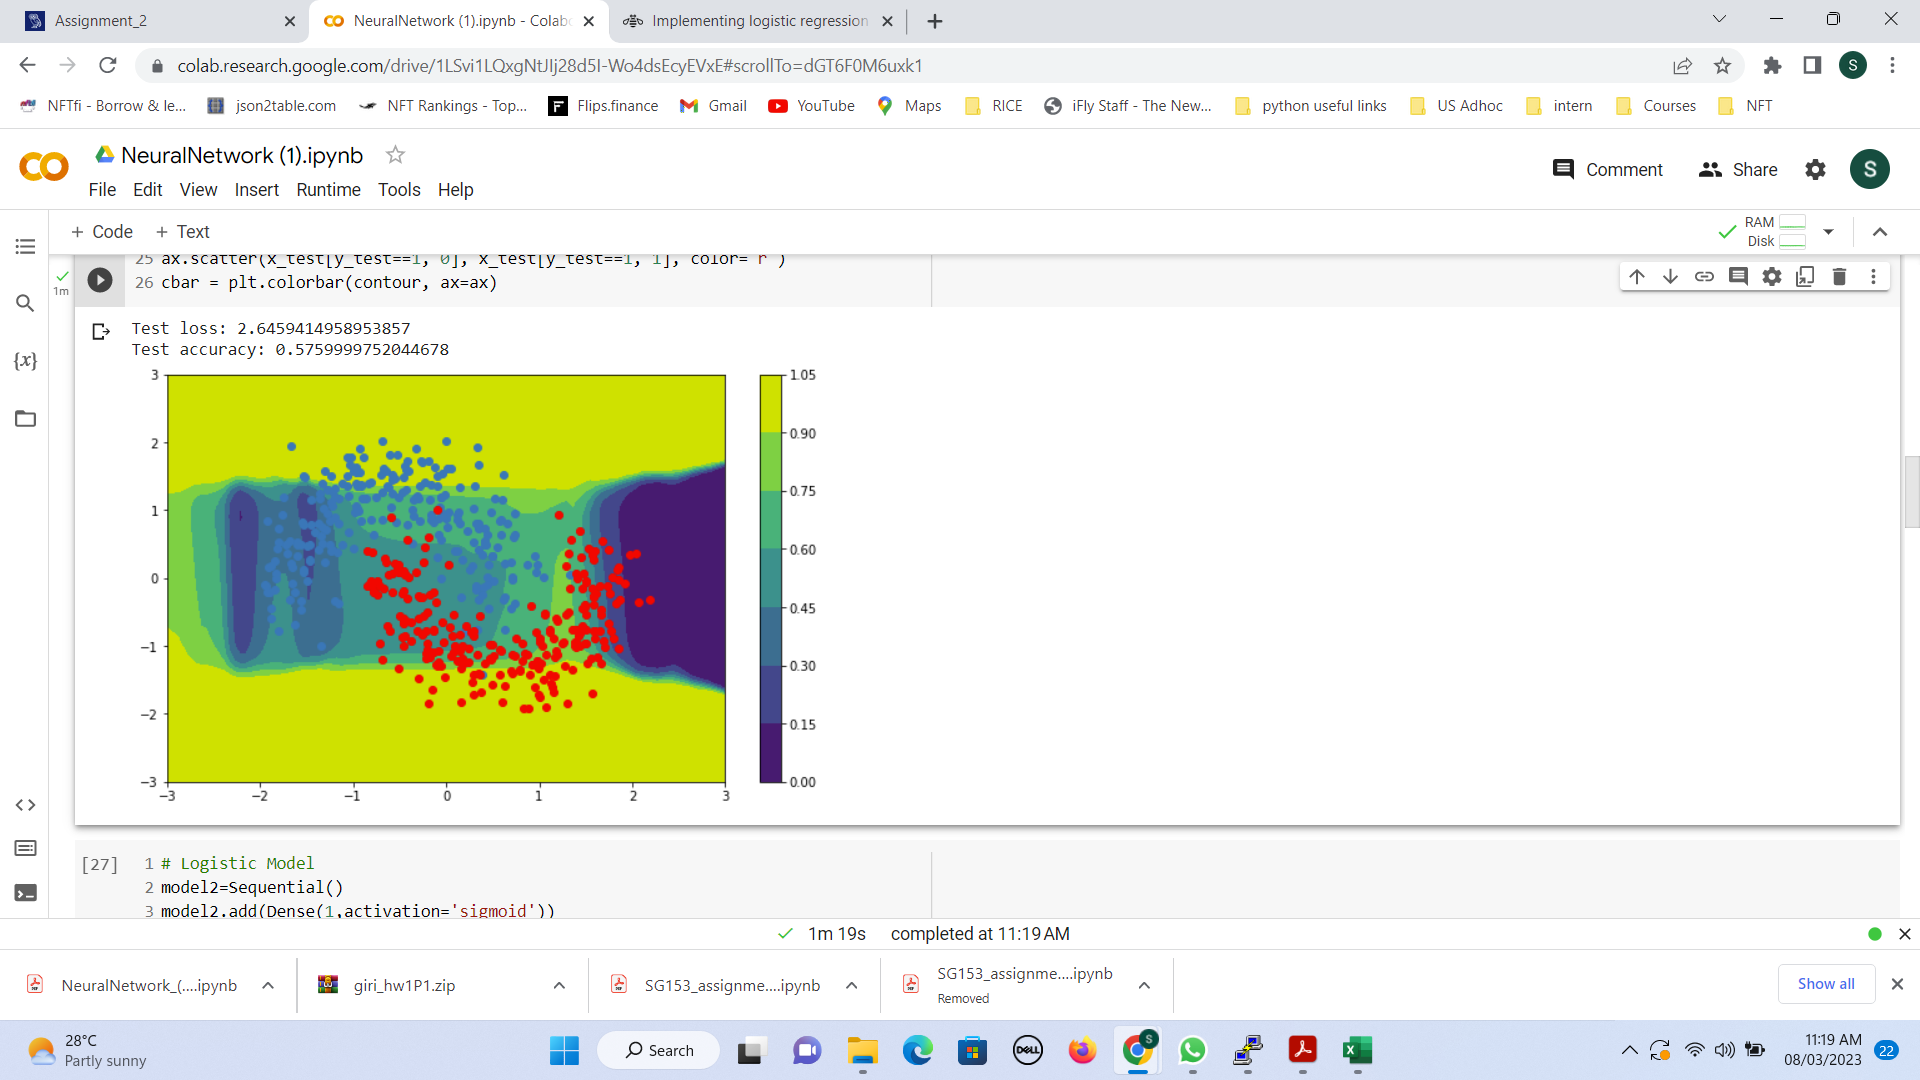 Assignment_2
NeuralNetwork (1).ipynb - Colab
Implementing logistic regression
colab.research.google.com/drive/1LSvi1LQxgNtJIj28d5I-Wo4dsEcyEVxE#scrollTo=dGT6F0M6uxk1
S
NFTfi - Borrow & le...
json2table.com
NFT Rankings - Top...
Flips.finance
Gmail
YouTube
Maps
RICE
iFly Staff - The New...
python useful links
US Adhoc
intern
Courses
NFT
NeuralNetwork (1).ipynb
Comment
Share
S
File Edit View Insert Runtime Tools Help
+ Code + Text
RAM
Disk
1m
25 ax.scatter(x_test[y_test==1, 0], x_test[y_test==1, 1], color='r')
26 cbar = plt.colorbar(contour, ax=ax)
{x}
Test loss: 2.6459414958953857
Test accuracy: 0.5759999752044678
3
2
1
0
−1
−2
−3
−3 −2 −1 0 1 2 3
1.05
0.90
0.75
0.60
0.45
0.30
0.15
0.00
[27]
1 # Logistic Model
2 model2=Sequential()
3 model2.add(Dense(1,activation='sigmoid'))
1m 19s completed at 11:19 AM
NeuralNetwork_(....ipynb
giri_hw1P1.zip
SG153_assignme....ipynb
SG153_assignme....ipynb
Removed
Show all
28°C
Partly sunny
Search
DELL
S
11:19 AM
08/03/2023
22